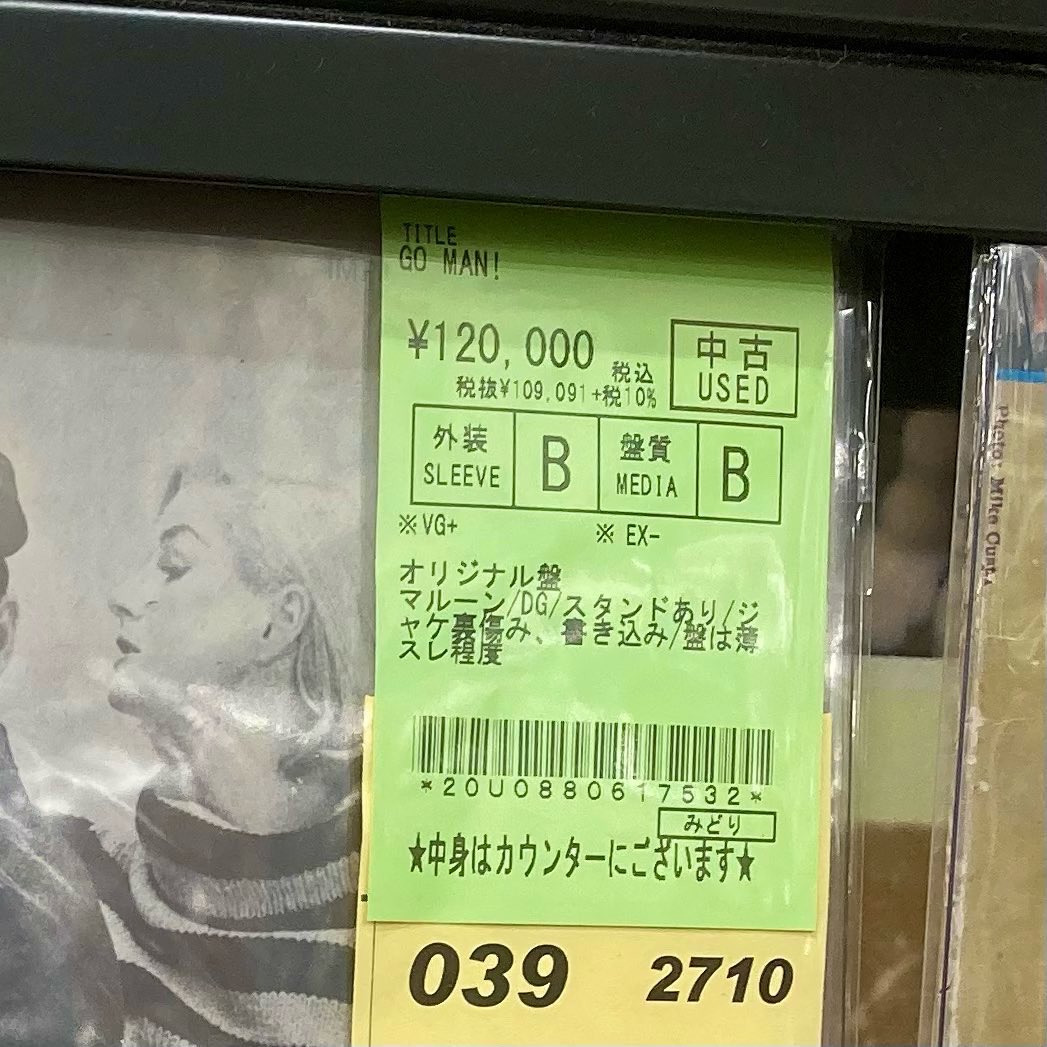 TITLE
GO MAN!
¥120,000 税込
税抜¥109,091+税10%
中古
USED
外装
SLEEVE
B
盤質
MEDIA
B
※VG+
※ EX-
オリジナル盤
マルーン/DG/スタンドあり/ジ
ャケ裏傷み、書き込み/盤は薄
スレ程度
*20U0880617532*
みどり
★中身はカウンターにございます★
039 2710
Photo: Mike